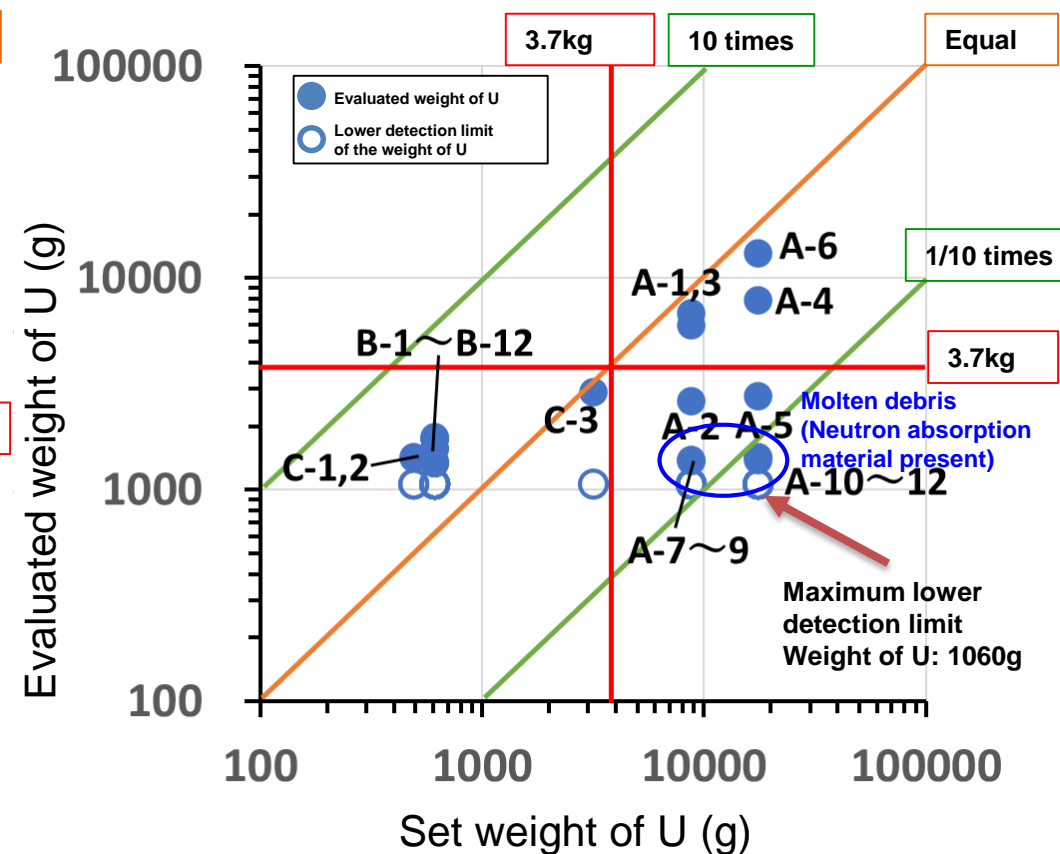 3.7kg
10 times
Equal
100000
Evaluated weight of U
Lower detection limit
of the weight of U
A-6
1/10 times
10000
A-1,3
A-4
B-1～B-12
3.7kg
Molten debris
(Neutron absorption
material present)
C-3
A-2
A-5
C-1,2
1000
A-10～12
A-7～9
Maximum lower
detection limit
Weight of U: 1060g
100
Evaluated weight of U (g)
100
1000
10000
100000
Set weight of U (g)